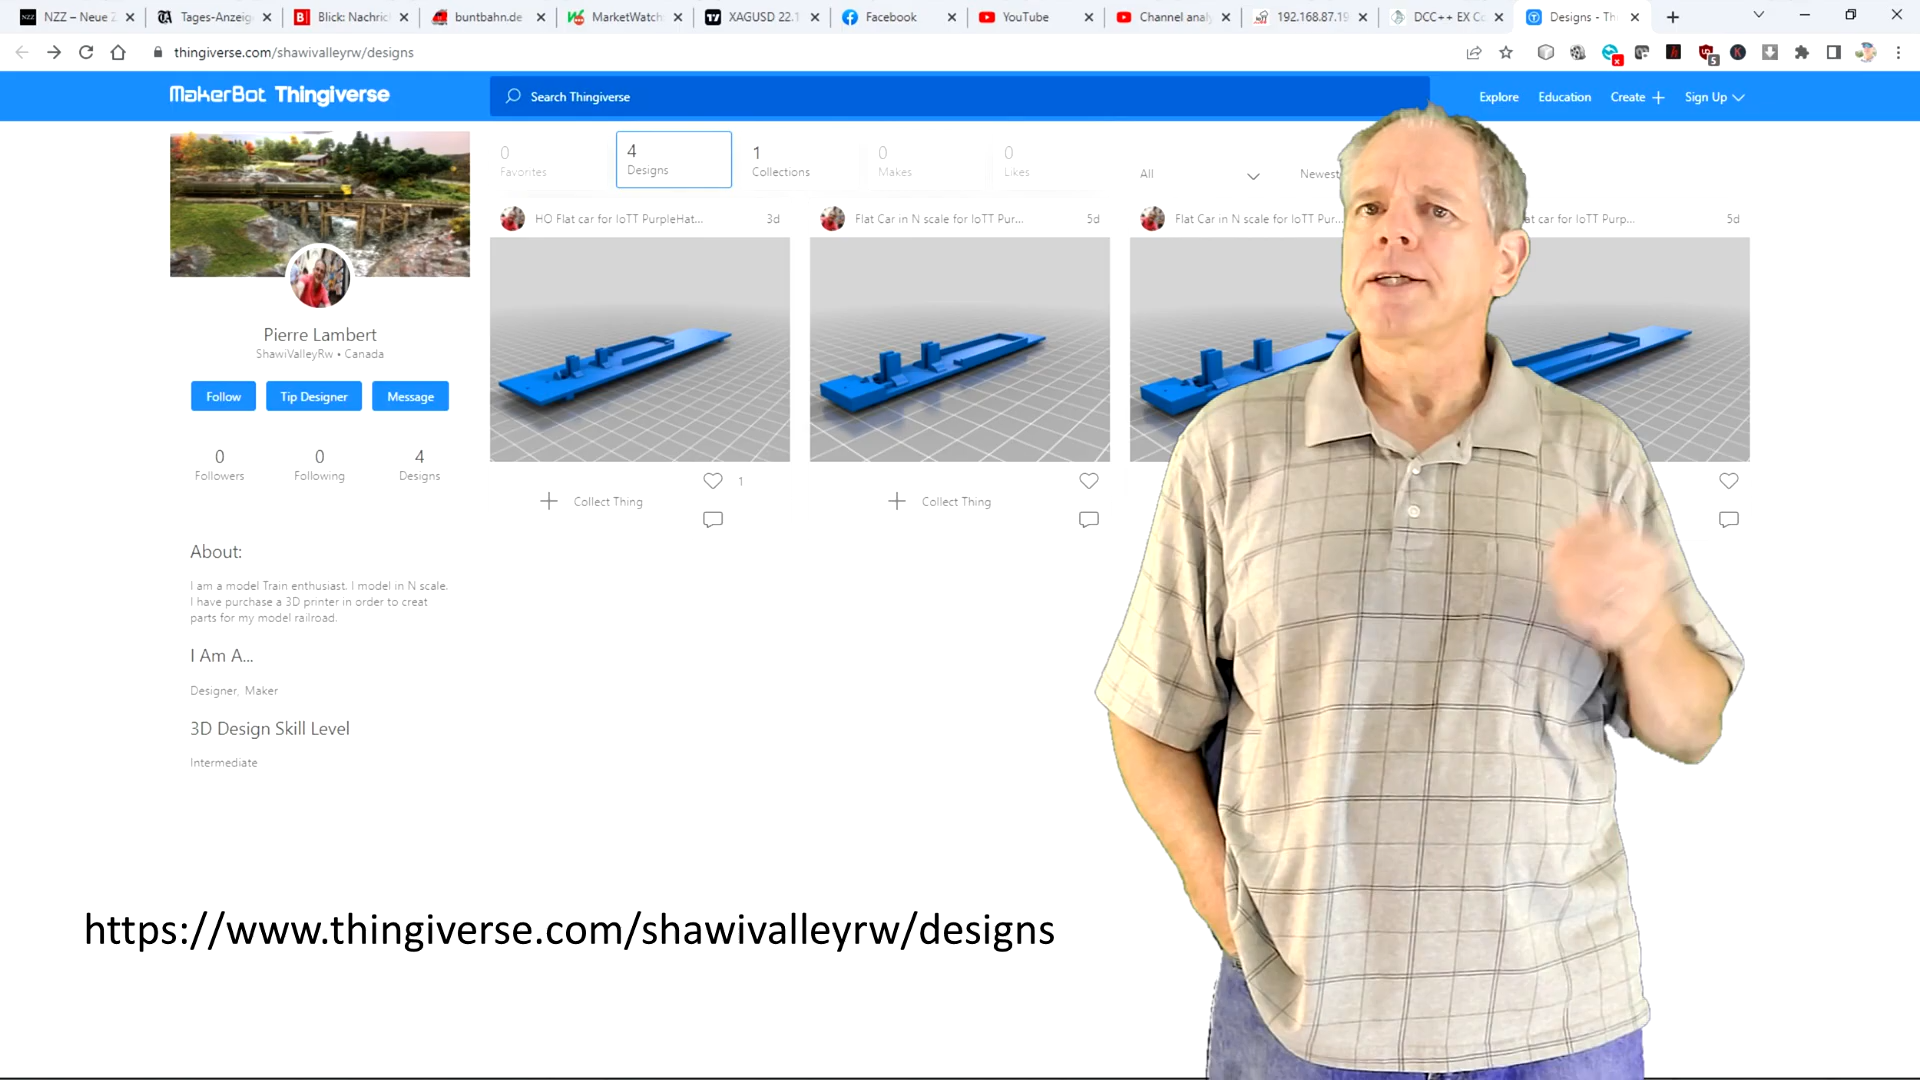 NZZ – Neue Z
Tages-Anzeig
Blick: Nachric
buntbahn.de
MarketWatch
XAGUSD 22.1
Facebook
YouTube
Channel analy
192.168.87.19
DCC++ EX Co
Designs - Th
thingiverse.com/shawivalleyrw/designs
MakerBot Thingiverse
Search Thingiverse
Explore
Education
Create
Sign Up
0
Favorites
4
Designs
1
Collections
0
Makes
0
Likes
All
Newest
HO Flat car for IoTT PurpleHat...
3d
Flat Car in N scale for IoTT Pur...
5d
Flat Car in N scale for IoTT Pur...
at car for IoTT Purp...
5d
Pierre Lambert
ShawiValleyRw • Canada
Follow
Tip Designer
Message
0
Followers
0
Following
4
Designs
Collect Thing
1
Collect Thing
About:
I am a model Train enthusiast. I model in N scale.
I have purchase a 3D printer in order to creat
parts for my model railroad.
I Am A...
Designer, Maker
3D Design Skill Level
Intermediate
https://www.thingiverse.com/shawivalleyrw/designs